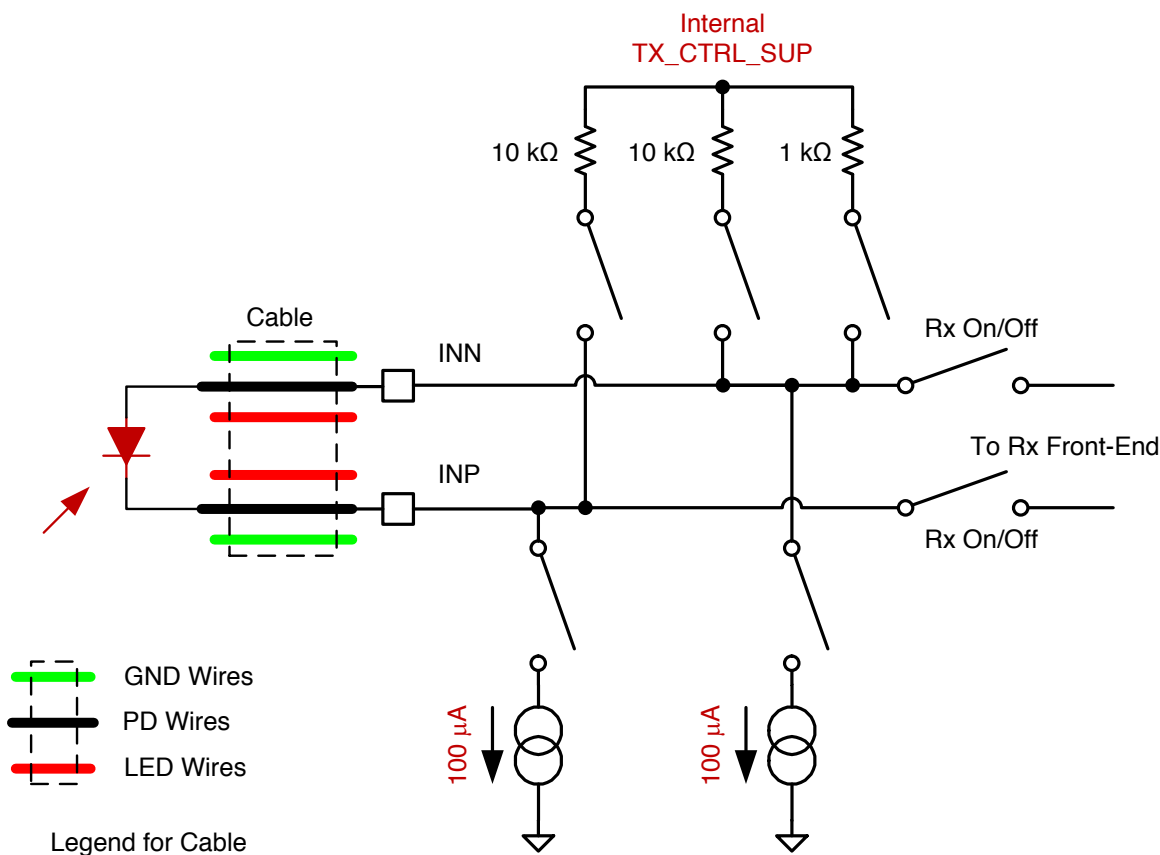 Internal
TX_CTRL_SUP
10 kΩ
10 kΩ
1 kΩ
Cable
INN
Rx On/Off
INP
To Rx Front-End
Rx On/Off
GND Wires
PD Wires
LED Wires
100 µA
100 µA
Legend for Cable